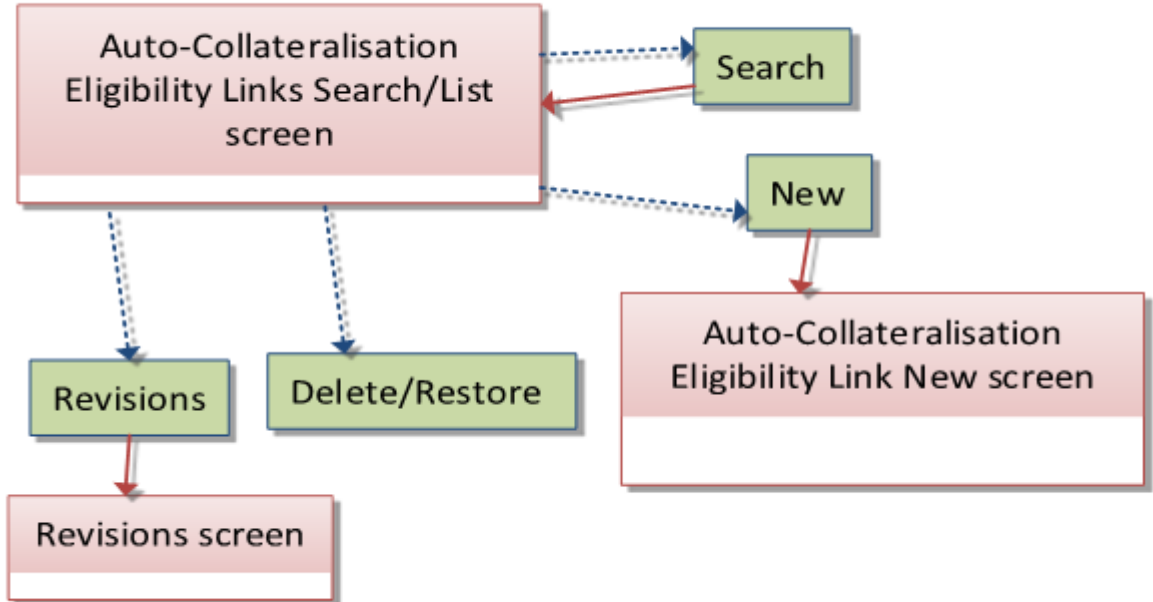 Auto-Collateralisation
Eligibility Links Search/List
screen
Search
New
Auto-Collateralisation
Eligibility Link New screen
Revisions
Delete/Restore
Revisions screen